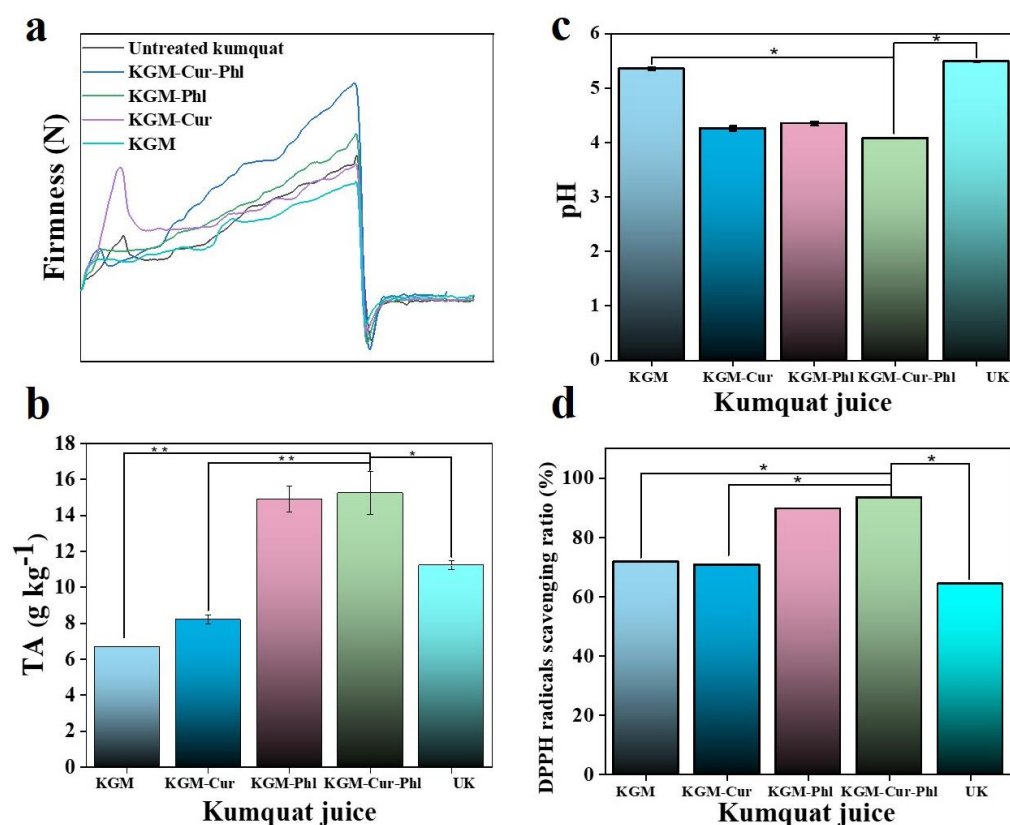 a
Untreated kumquat
KGM-Cur-Phl
KGM-Phl
KGM-Cur
KGM
Firmness (N)
c
6
5
4
3
2
1
0
pH
*
*
KGM
KGM-Cur
KGM-Phl
KGM-Cur-Phl
UK
Kumquat juice
b
18
16
14
12
10
8
6
4
2
0
TA (g kg-1)
**
**
*
KGM
KGM-Cur
KGM-Phl
KGM-Cur-Phl
UK
Kumquat juice
d
100
80
60
40
20
0
DPPH radicals scavenging ratio (%)
*
*
*
KGM
KGM-Cur
KGM-Phl
KGM-Cur-Phl
UK
Kumquat juice